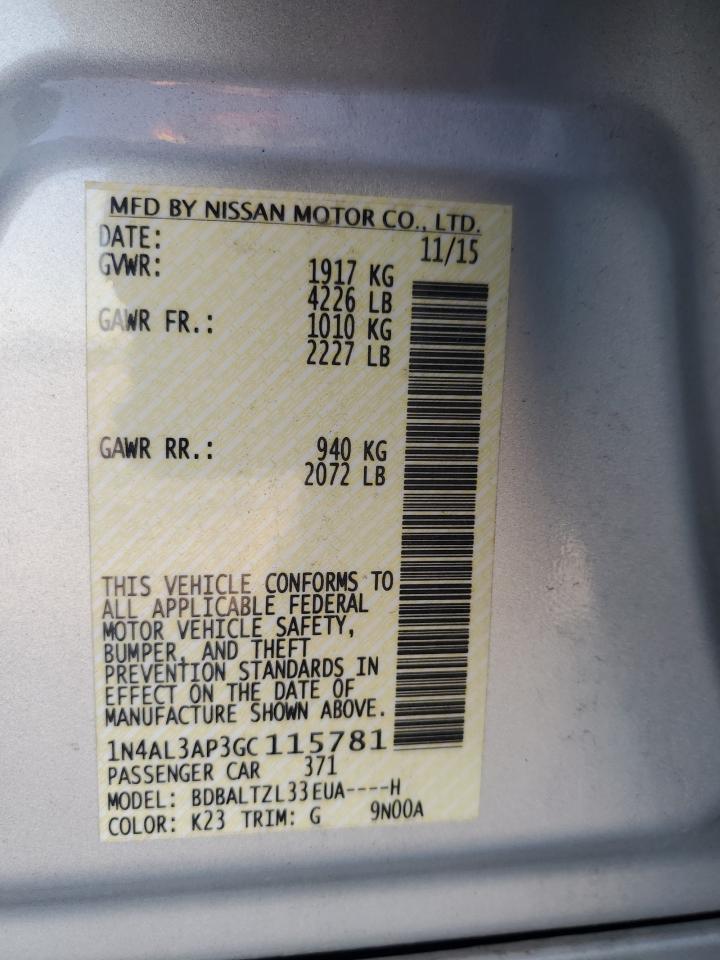 MFD BY NISSAN MOTOR CO., LTD.
DATE: 11/15
GVWR: 1917 KG
4226 LB
GAWR FR.: 1010 KG
2227 LB
GAWR RR.: 940 KG
2072 LB
THIS VEHICLE CONFORMS TO
ALL APPLICABLE FEDERAL
MOTOR VEHICLE SAFETY,
BUMPER, AND THEFT
PREVENTION STANDARDS IN
EFFECT ON THE DATE OF
MANUFACTURE SHOWN ABOVE.
1N4AL3AP3GC115781
PASSENGER CAR 371
MODEL: BDBALTZL33EUA----H
COLOR: K23 TRIM: G 9N00A